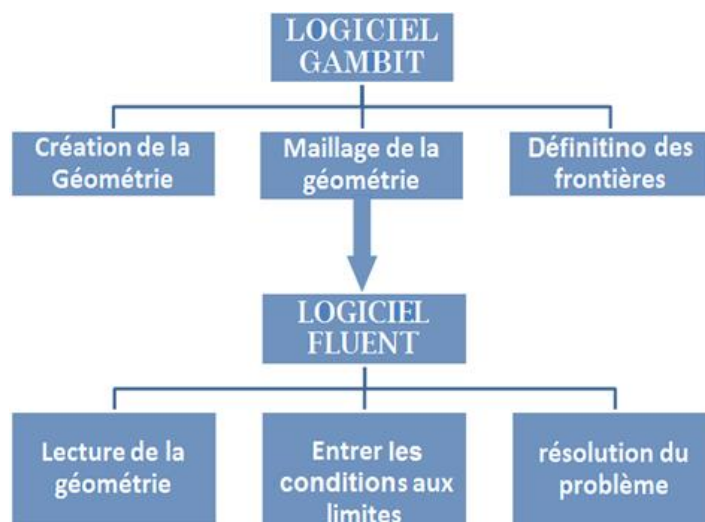 LOGICIEL
GAMBIT
Création de la
Géométrie
Maillage de la
géométrie
Définitino des
frontières
LOGICIEL
FLUENT
Lecture de la
géométrie
Entrer les
conditions aux
limites
résolution du
problème